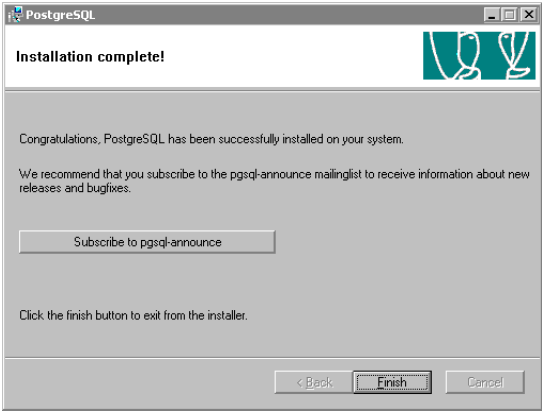 PostgreSQL
Installation complete!
Congratulations, PostgreSQL has been successfully installed on your system.
We recommend that you subscribe to the pgsql-announce mailinglist to receive information about new
releases and bugfixes.
Subscribe to pgsql-announce
Click the finish button to exit from the installer.
< Back
Finish
Cancel